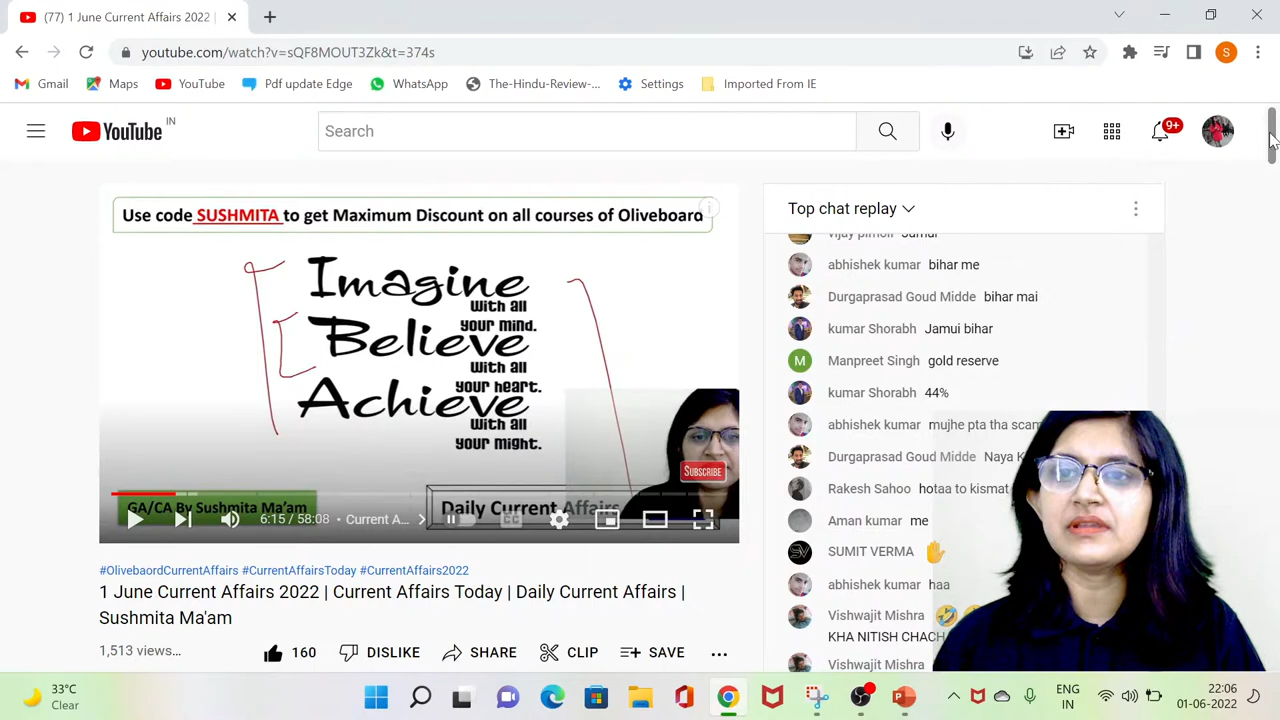 (77) 1 June Current Affairs 2022 |
youtube.com/watch?v=sQF8MOUT3Zk&t=374s
S
Gmail Maps YouTube Pdf update Edge WhatsApp The-Hindu-Review-... Settings Imported From IE
YouTube IN
Search
9+
Use code SUSHMITA to get Maximum Discount on all courses of Oliveboard
Imagine
With all
your mind.
Believe
With all
your heart.
Achieve
With all
your might.
SUBSCRIBE
GA/CA By Sushmita Ma'am
Daily Current Affairs
6:15 / 58:08 • Current A...
CC
#OlivebaordCurrentAffairs #CurrentAffairsToday #CurrentAffairs2022
1 June Current Affairs 2022 | Current Affairs Today | Daily Current Affairs |
Sushmita Ma'am
1,513 views...
160 DISLIKE SHARE CLIP SAVE
Top chat replay
abhishek kumar bihar me
Durgaprasad Goud Midde bihar mai
kumar Shorabh Jamui bihar
M Manpreet Singh gold reserve
kumar Shorabh 44%
abhishek kumar mujhe pta tha
Durgaprasad Goud Midde Naya
Rakesh Sahoo hotaa to kismat
Aman kumar me
SV SUMIT VERMA
abhishek kumar haa
Vishwajit Mishra
KHA NITISH CHACH
Vishwajit Mishra
33°C
Clear
ENG
IN
22:06
01-06-2022